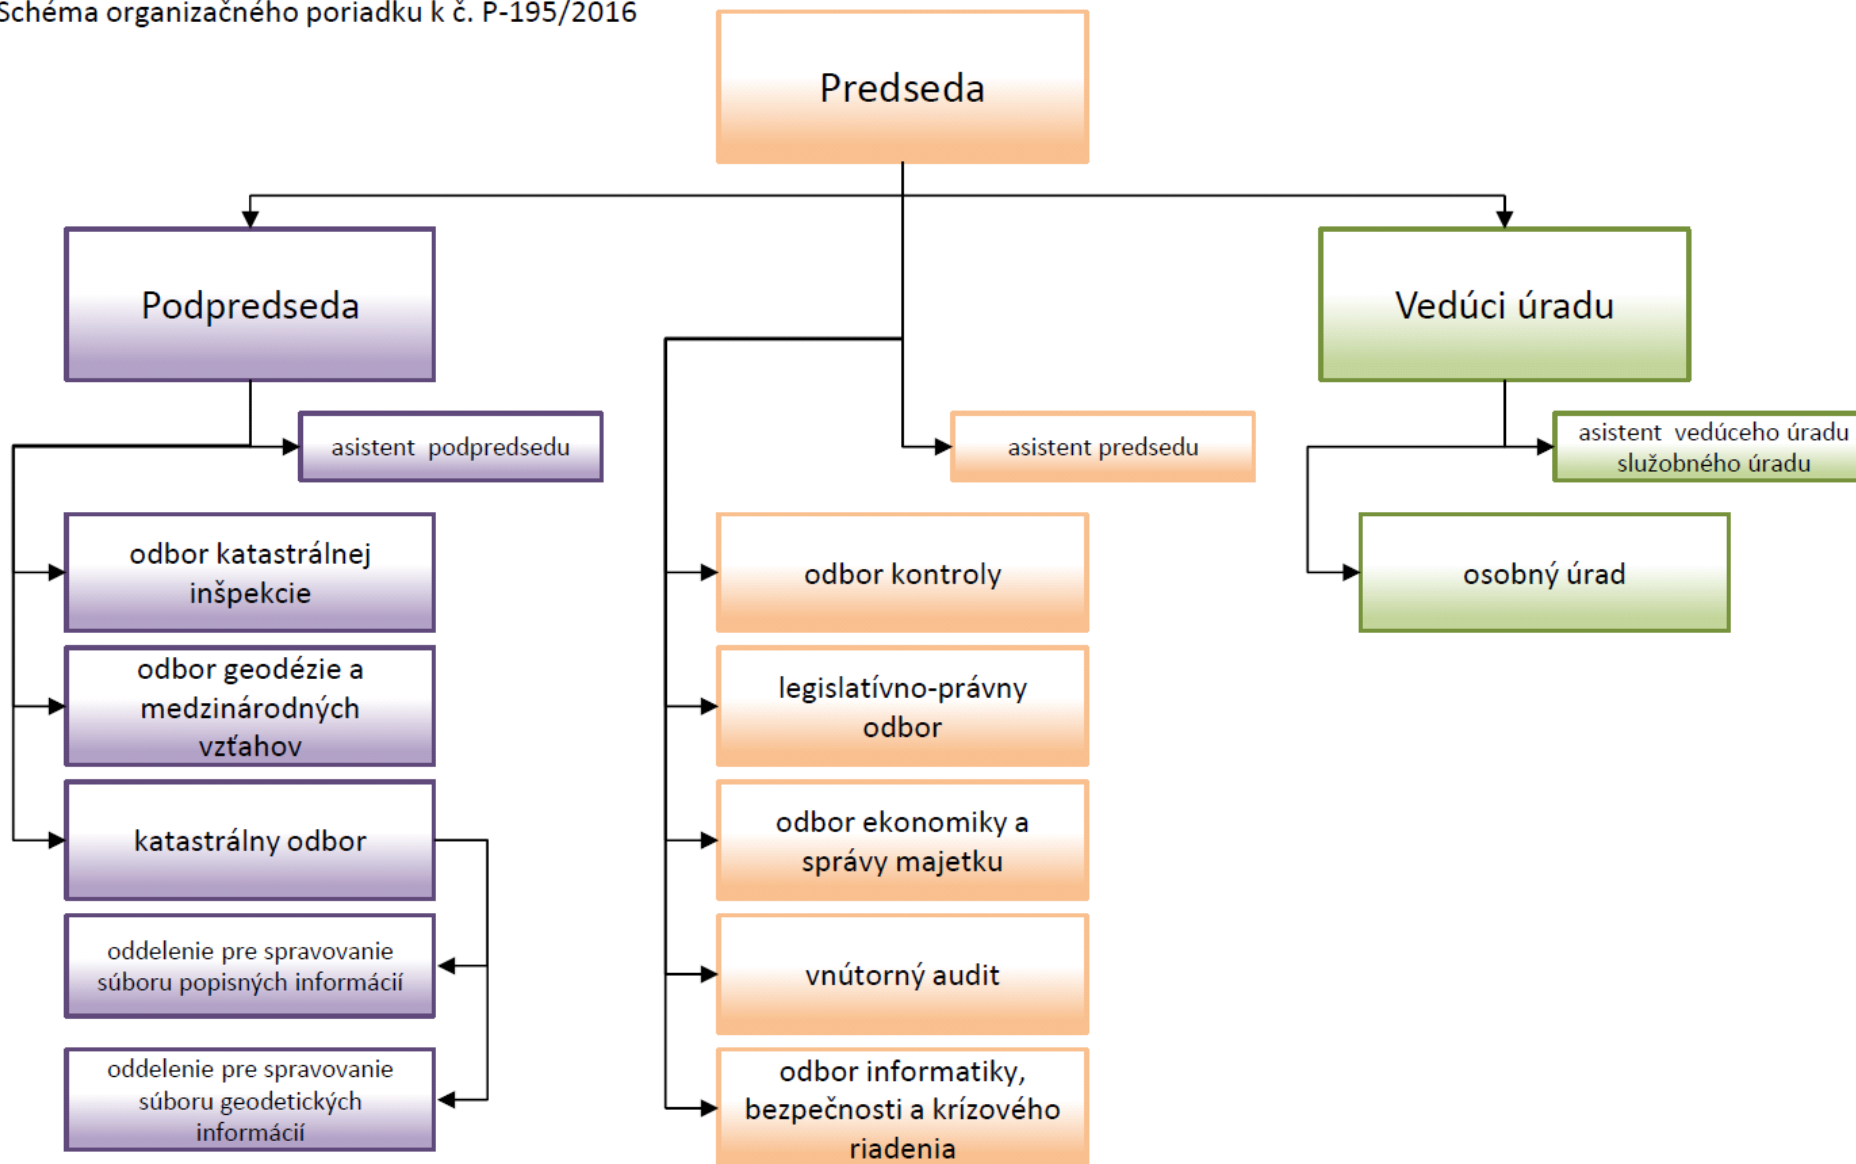 Schéma organizačného poriadku k č. P-195/2016
Predseda
Podpredseda
Vedúci úradu
asistent podpredsedu
asistent predsedu
asistent vedúceho úradu
služobného úradu
odbor katastrálnej
inšpekcie
odbor kontroly
osobný úrad
odbor geodézie a
medzinárodných
vzťahov
legislatívno-právny
odbor
katastrálny odbor
odbor ekonomiky a
správy majetku
oddelenie pre spravovanie
súboru popisných informácií
vnútorný audit
oddelenie pre spravovanie
súboru geodetických
informácií
odbor informatiky,
bezpečnosti a krízového
riadenia